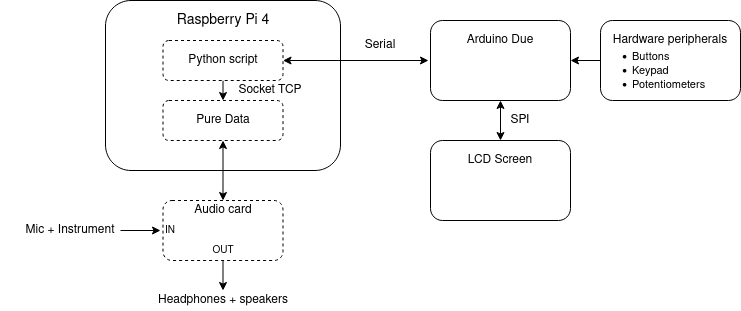 Raspberry Pi 4
Python script
Socket TCP
Pure Data
Serial
Arduino Due
Hardware peripherals
• Buttons
• Keypad
• Potentiometers
SPI
LCD Screen
Audio card
Mic + Instrument
IN
OUT
Headphones + speakers